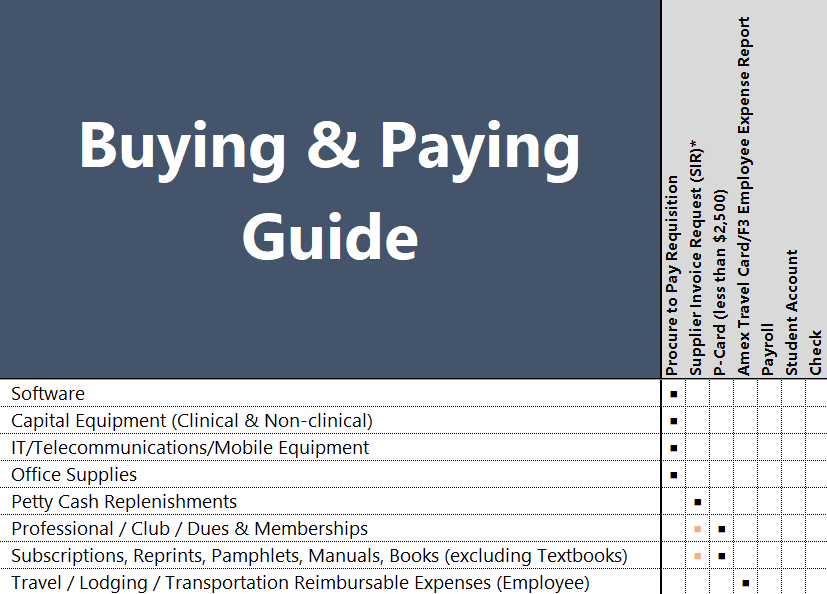 Buying & Paying
Guide
Procure to Pay Requisition
Supplier Invoice Request (SIR)*
P-Card (less than $2,500)
Amex Travel Card/F3 Employee Expense Report
Payroll
Student Account
Check
Software
Capital Equipment (Clinical & Non-clinical)
IT/Telecommunications/Mobile Equipment
Office Supplies
Petty Cash Replenishments
Professional / Club / Dues & Memberships
Subscriptions, Reprints, Pamphlets, Manuals, Books (excluding Textbooks)
Travel / Lodging / Transportation Reimbursable Expenses (Employee)